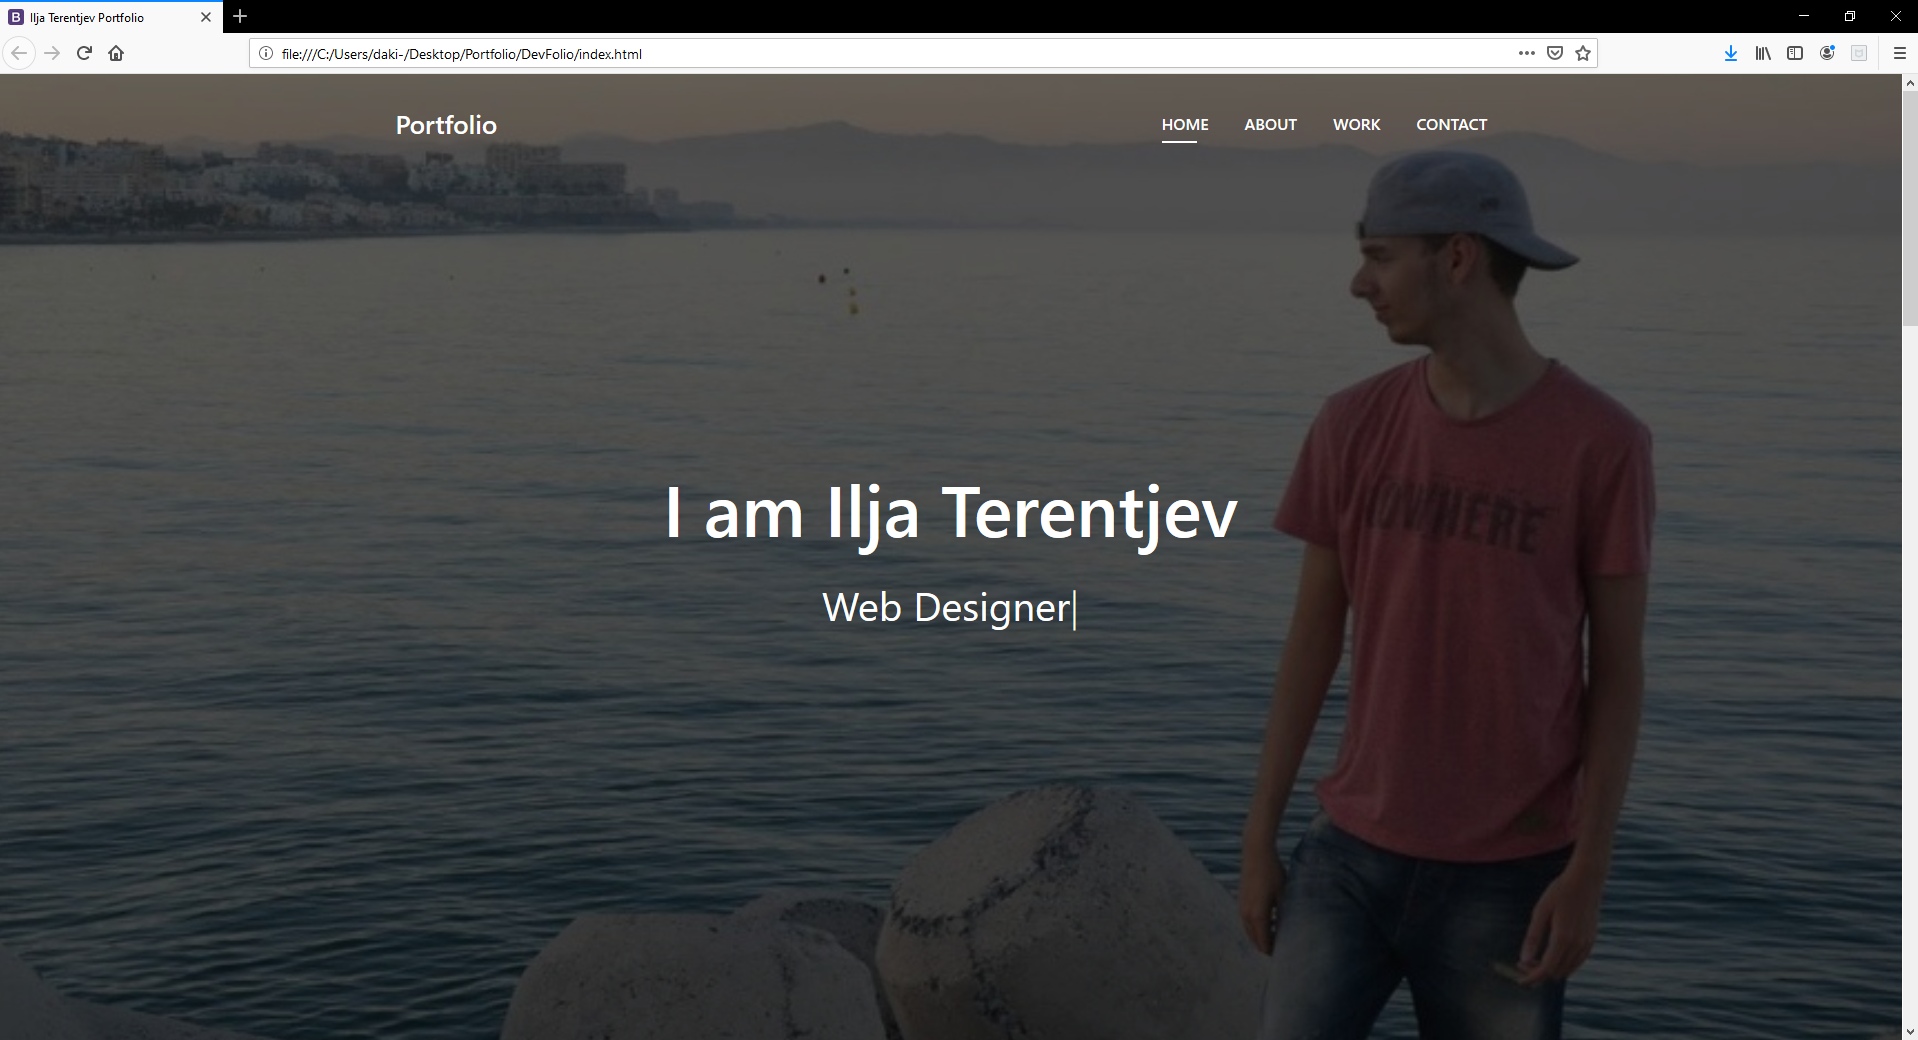 Ilja Terentjev Portfolio
file:///C:/Users/daki-/Desktop/Portfolio/DevFolio/index.html
Portfolio
HOME ABOUT WORK CONTACT
I am Ilja Terentjev
Web Designer
NOWHERE